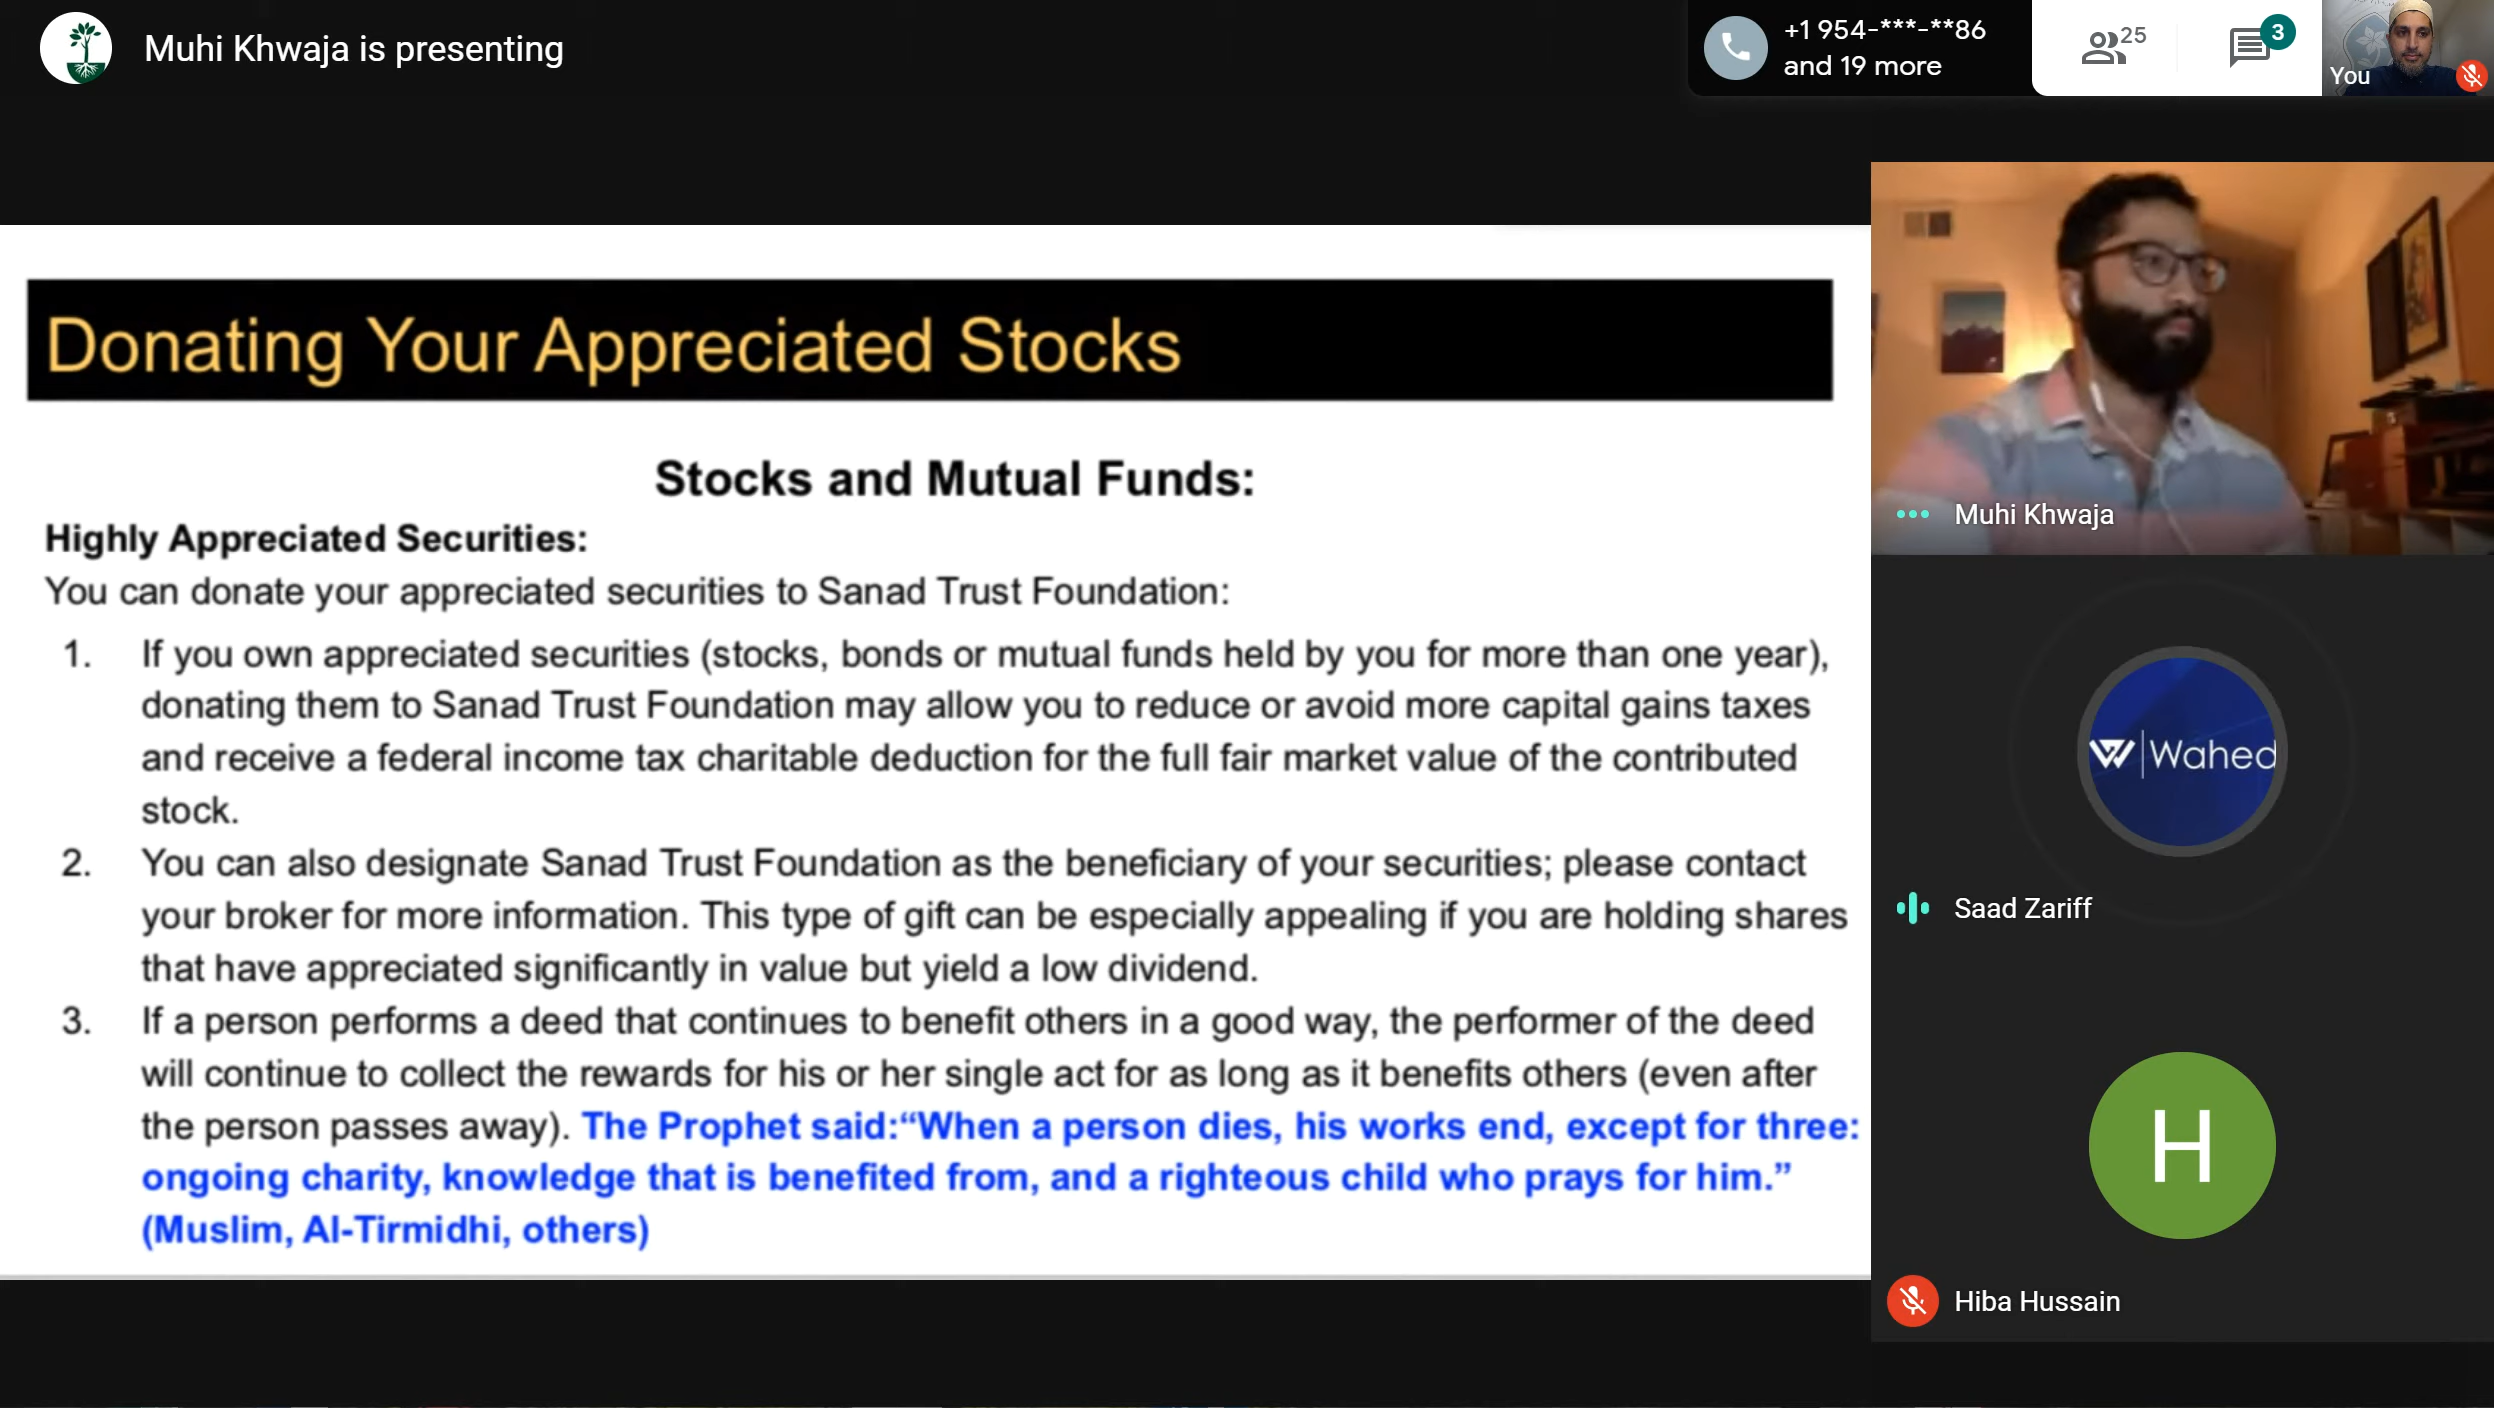 Muhi Khwaja is presenting
+1 954-***-**86
and 19 more
25
3
You
Donating Your Appreciated Stocks
Stocks and Mutual Funds:
Highly Appreciated Securities:
You can donate your appreciated securities to Sanad Trust Foundation:
1. If you own appreciated securities (stocks, bonds or mutual funds held by you for more than one year),
donating them to Sanad Trust Foundation may allow you to reduce or avoid more capital gains taxes
and receive a federal income tax charitable deduction for the full fair market value of the contributed
stock.
2. You can also designate Sanad Trust Foundation as the beneficiary of your securities; please contact
your broker for more information. This type of gift can be especially appealing if you are holding shares
that have appreciated significantly in value but yield a low dividend.
3. If a person performs a deed that continues to benefit others in a good way, the performer of the deed
will continue to collect the rewards for his or her single act for as long as it benefits others (even after
the person passes away). The Prophet said:“When a person dies, his works end, except for three:
ongoing charity, knowledge that is benefited from, and a righteous child who prays for him.”
(Muslim, Al-Tirmidhi, others)
Muhi Khwaja
W Wahed
Saad Zariff
H
Hiba Hussain